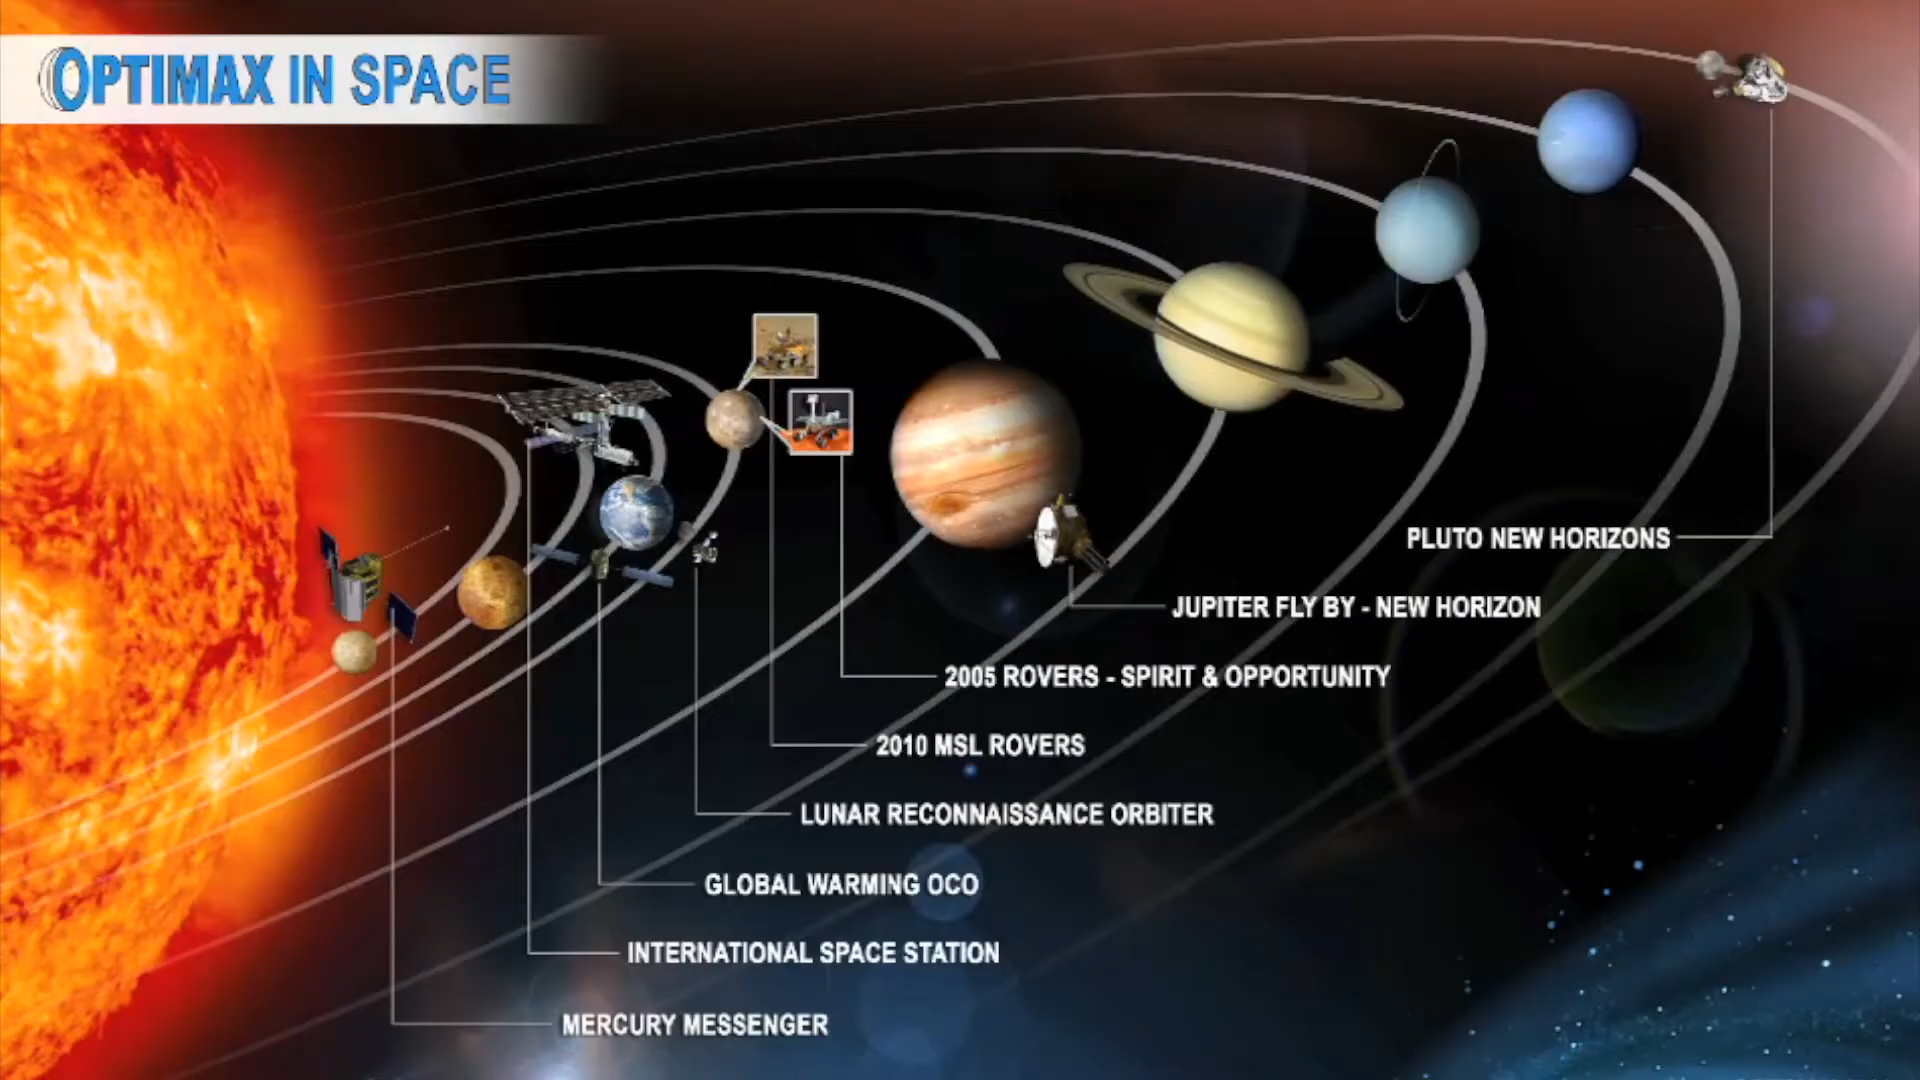 OPTIMAX IN SPACE
PLUTO NEW HORIZONS
JUPITER FLY BY - NEW HORIZON
2005 ROVERS - SPIRIT & OPPORTUNITY
2010 MSL ROVERS
LUNAR RECONNAISSANCE ORBITER
GLOBAL WARMING OCO
INTERNATIONAL SPACE STATION
MERCURY MESSENGER